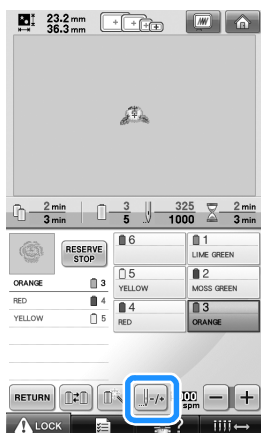 23.2 mm
36.3 mm
2 min
3 min
3
5
325
1000
2 min
3 min
RESERVE
STOP
ORANGE 3
RED 4
YELLOW 5
6
1
LIME GREEN
5
YELLOW
2
MOSS GREEN
4
RED
3
ORANGE
RETURN
-/+
spm
LOCK
?